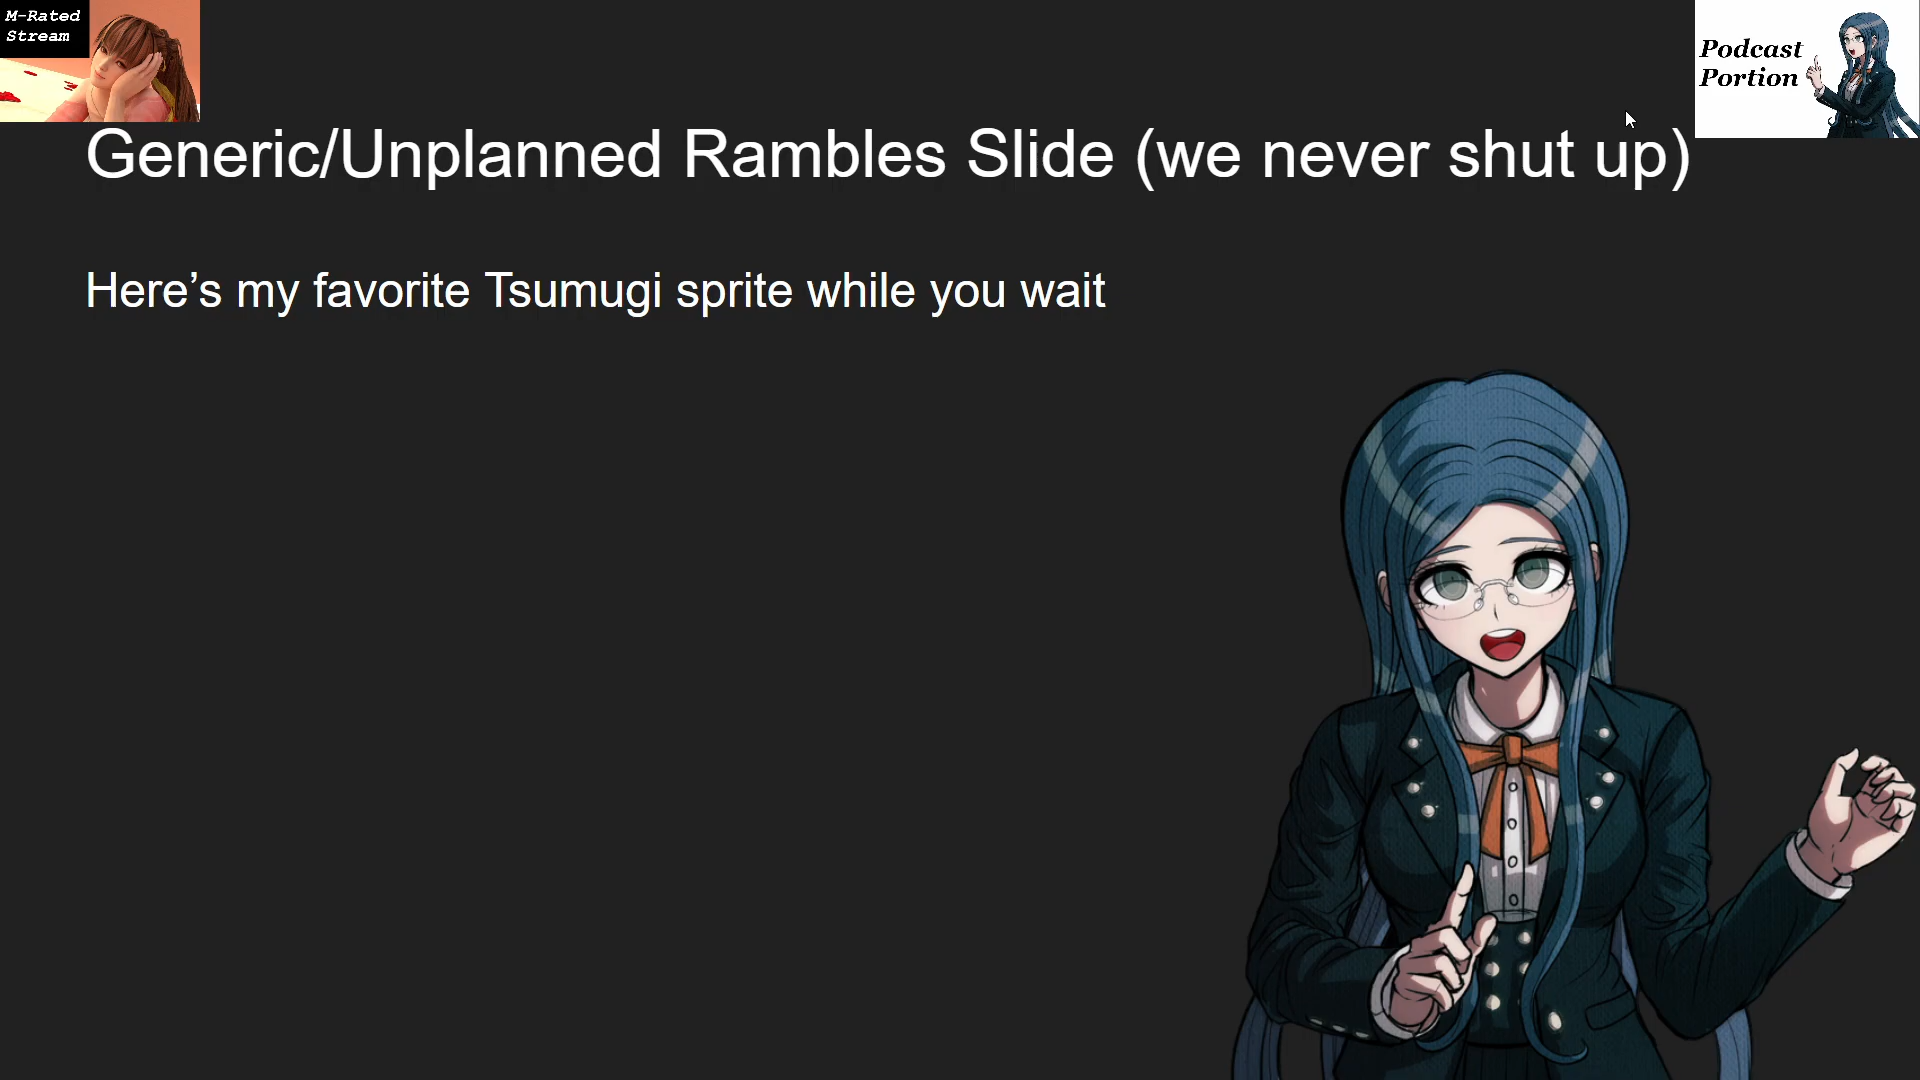 M-Rated
Stream
Podcast
Portion
Generic/Unplanned Rambles Slide (we never shut up)
Here’s my favorite Tsumugi sprite while you wait